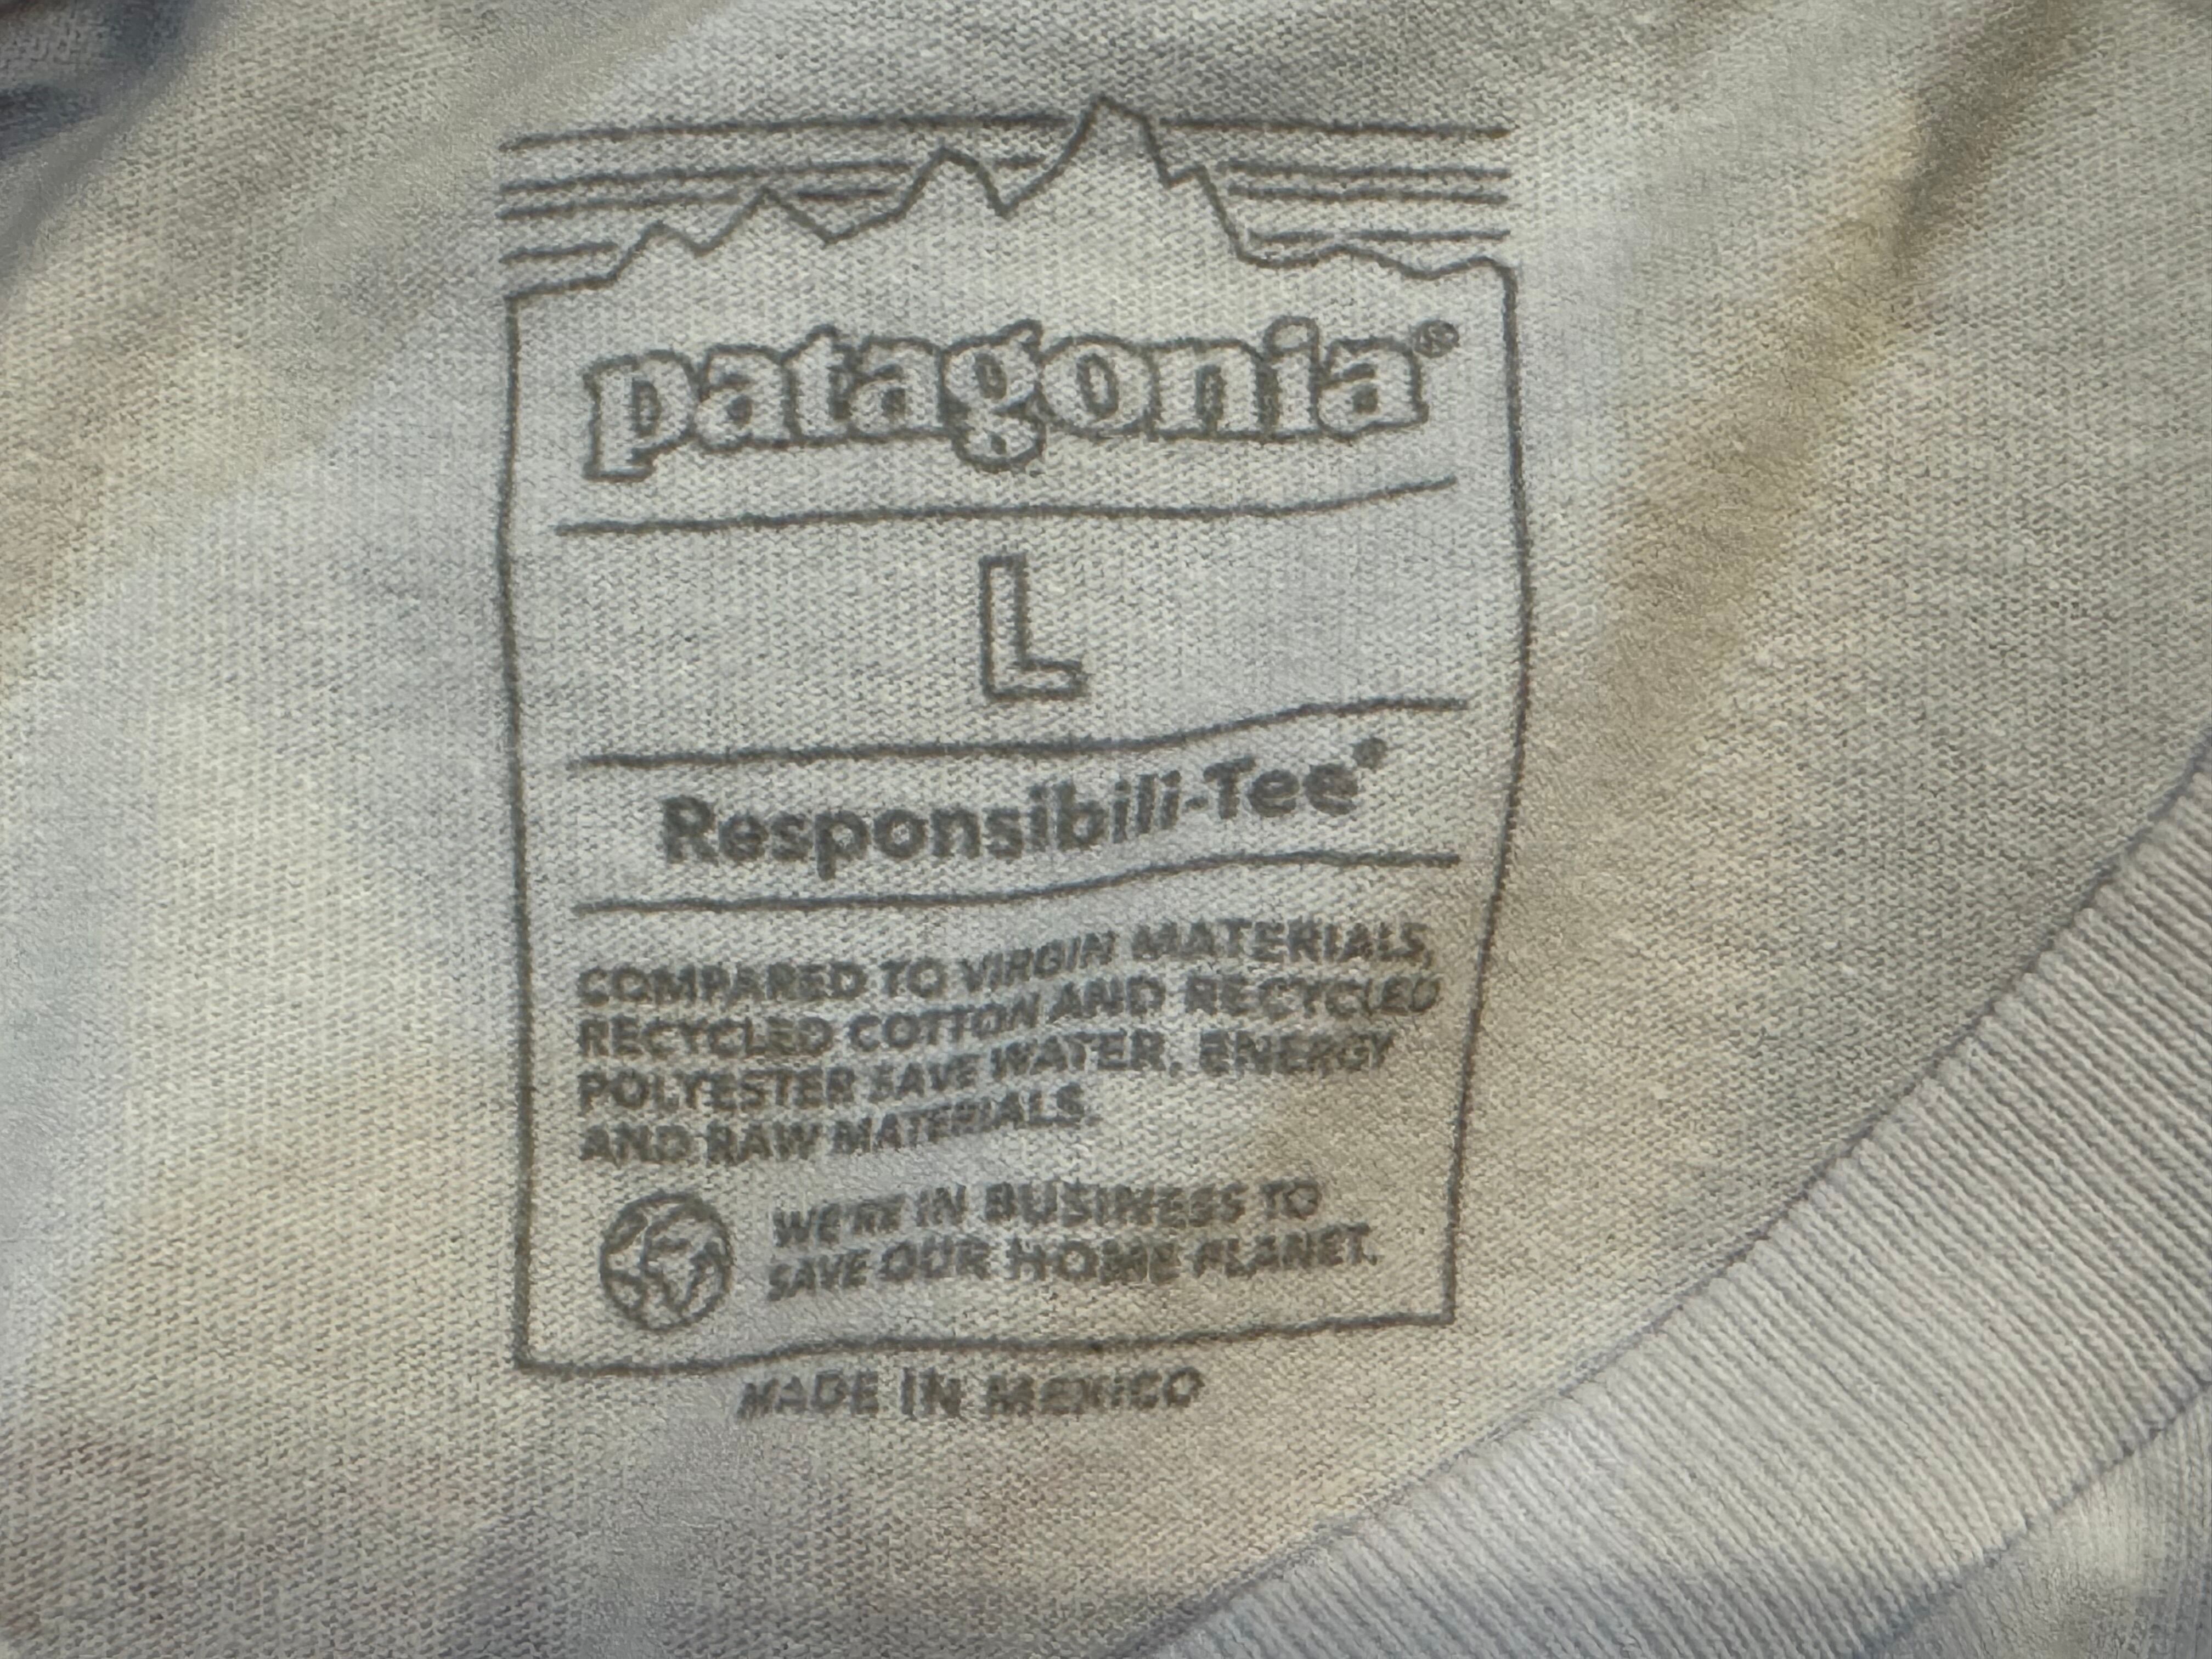 patagonia®
L
Responsibili-Tee®
COMPARED TO VIRGIN MATERIALS,
RECYCLED COTTON AND RECYCLED
POLYESTER SAVE WATER, ENERGY
AND RAW MATERIALS.
WE'RE IN BUSINESS TO
SAVE OUR HOME PLANET.
MADE IN MEXICO